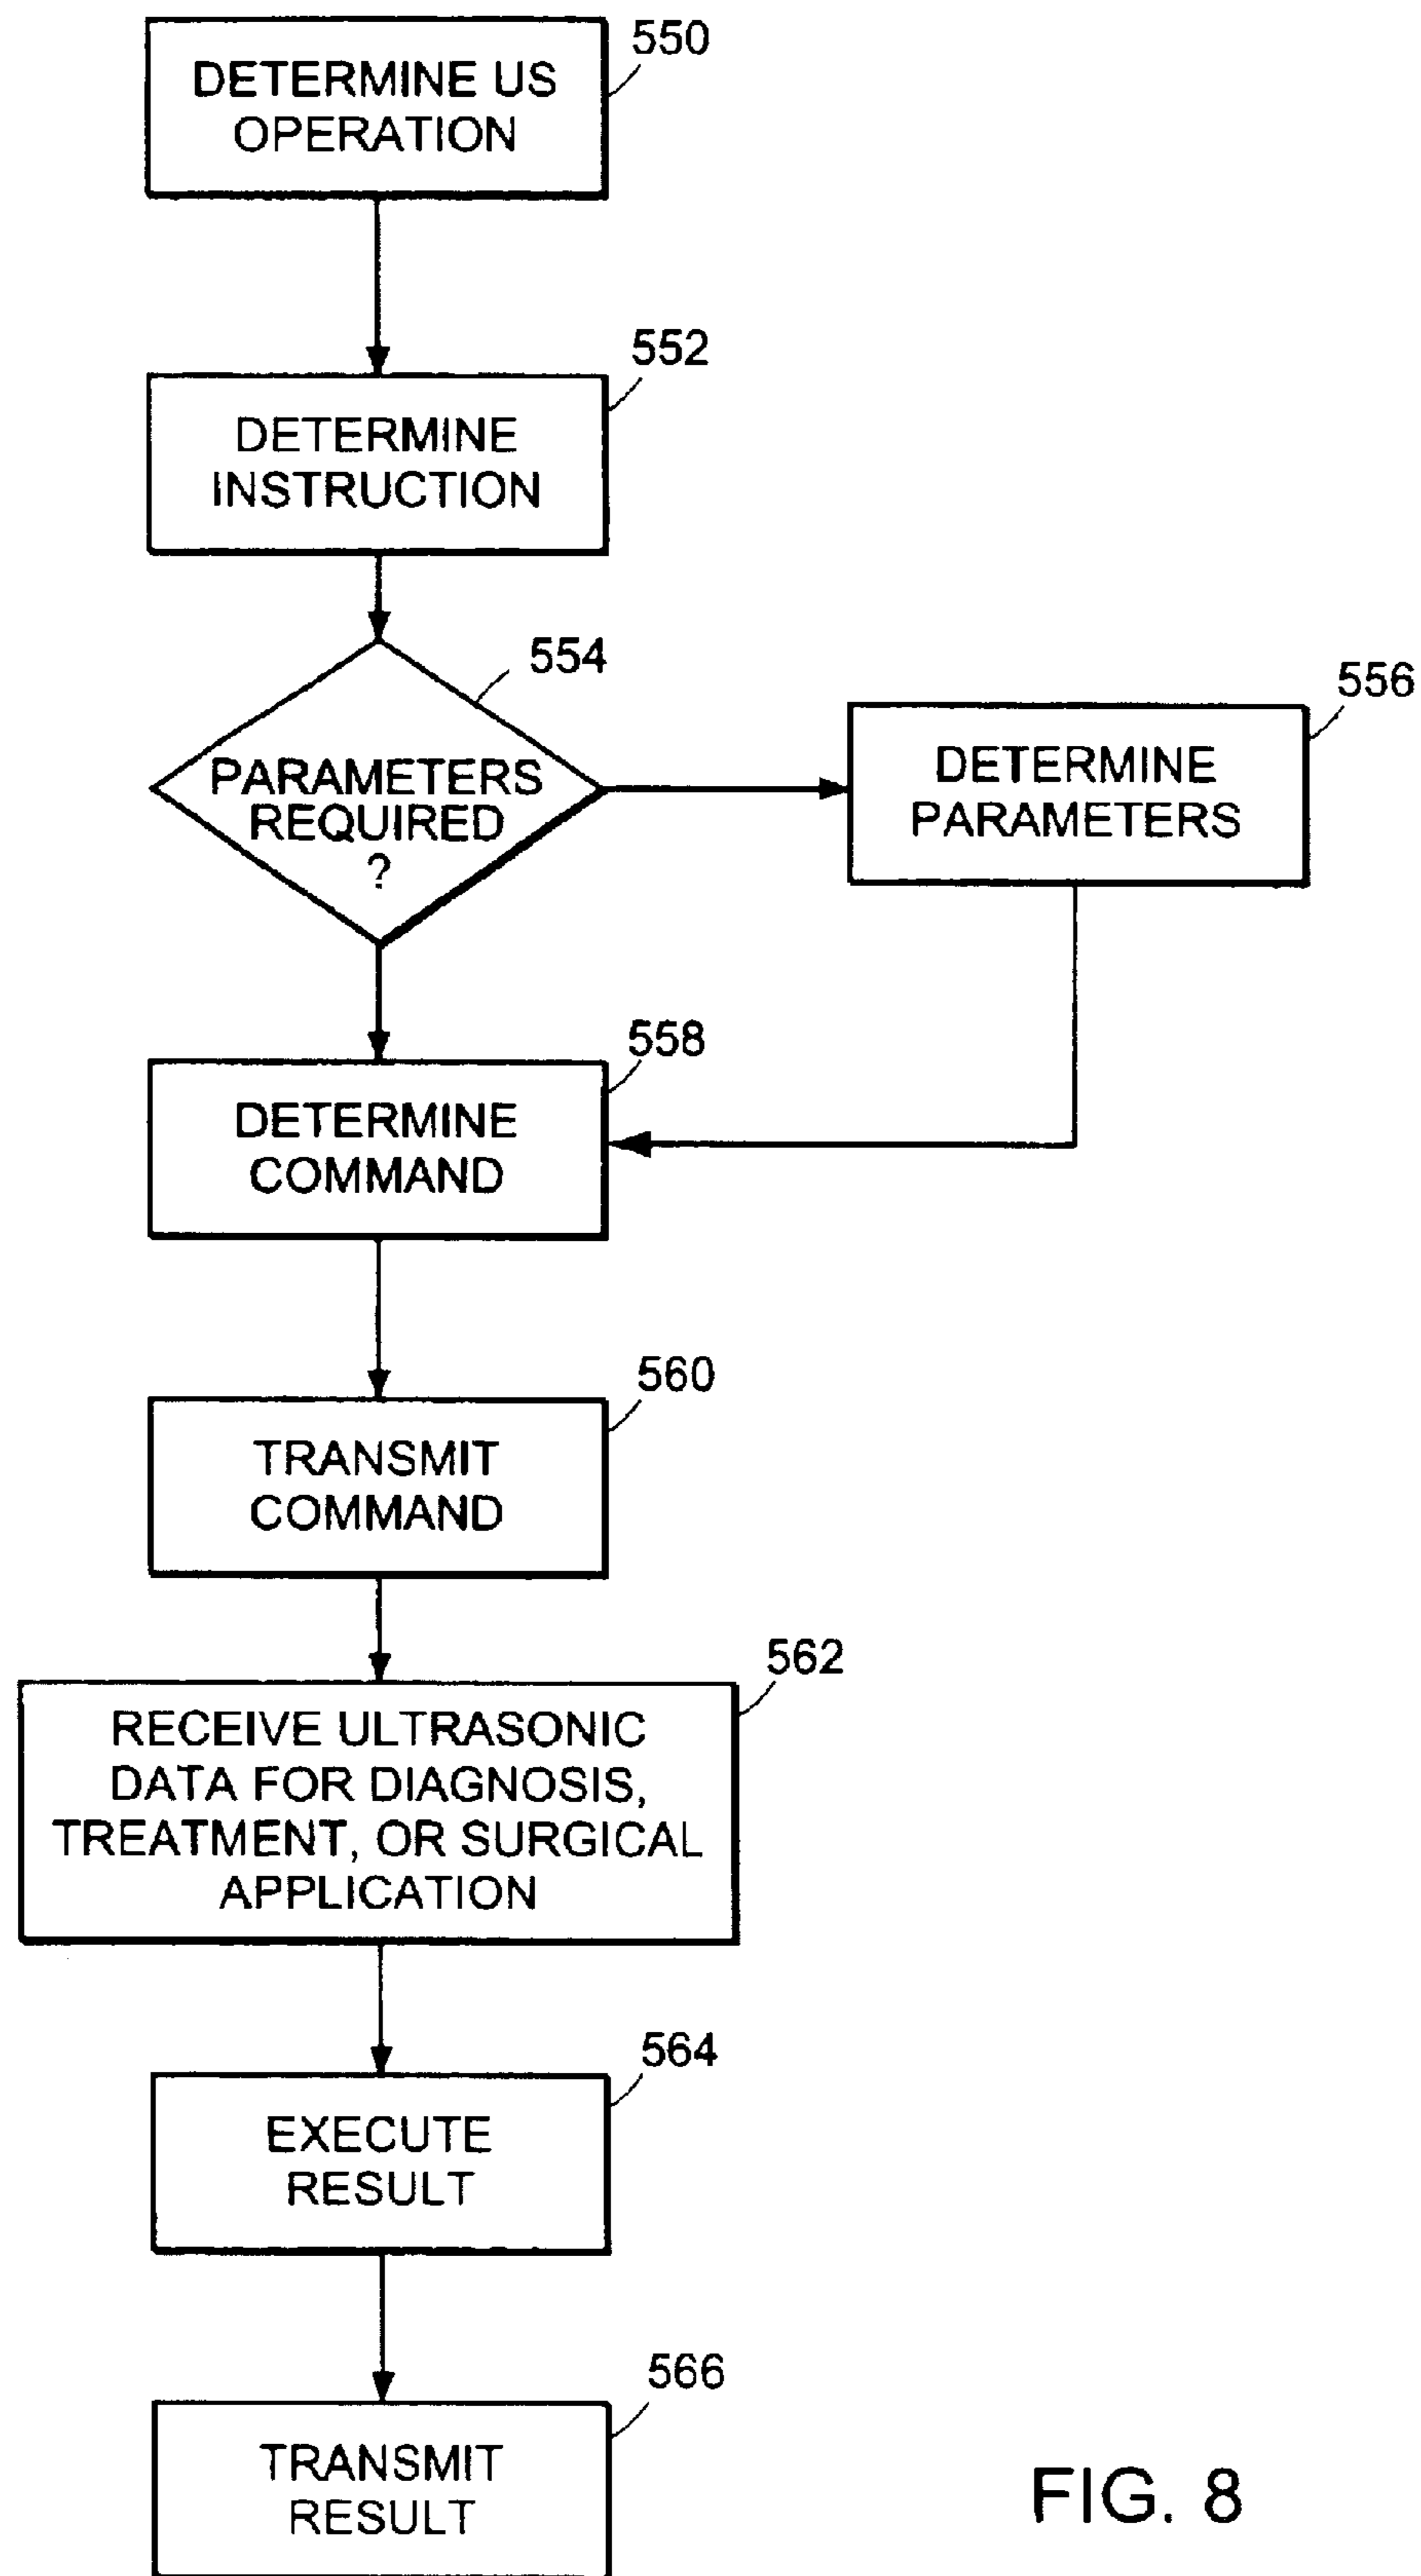 550
DETERMINE US
OPERATION
552
DETERMINE
INSTRUCTION
554
PARAMETERS
REQUIRED
?
556
DETERMINE
PARAMETERS
558
DETERMINE
COMMAND
560
TRANSMIT
COMMAND
562
RECEIVE ULTRASONIC
DATA FOR DIAGNOSIS,
TREATMENT, OR SURGICAL
APPLICATION
564
EXECUTE
RESULT
566
TRANSMIT
RESULT
FIG. 8